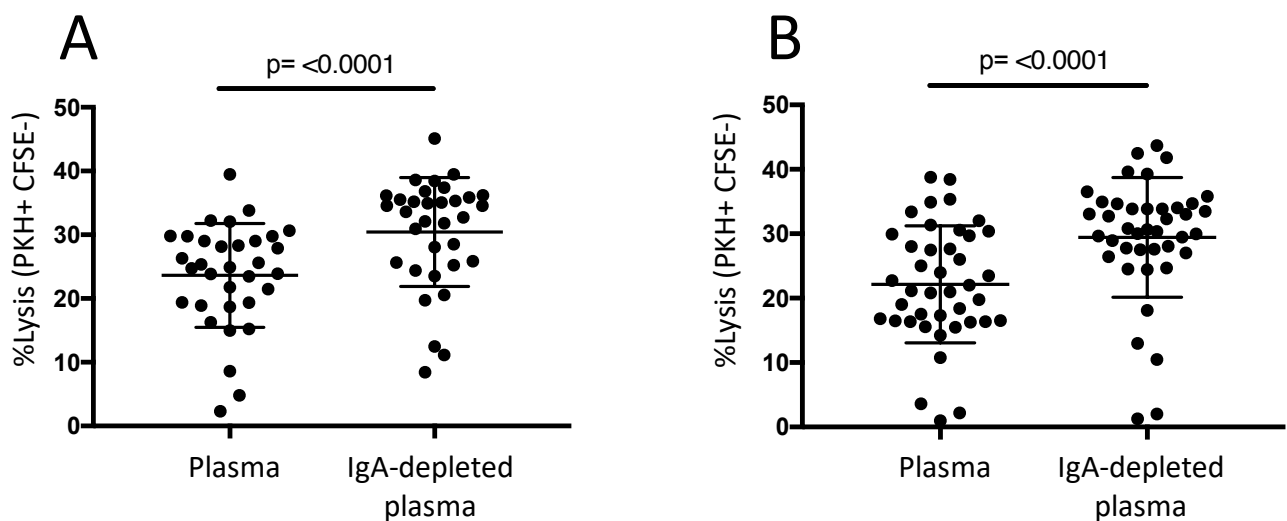 A
p= <0.0001
%Lysis (PKH+ CFSE-)
50
40
30
20
10
0
Plasma
IgA-depleted
plasma
B
p= <0.0001
%Lysis (PKH+ CFSE-)
50
40
30
20
10
0
Plasma
IgA-depleted
plasma